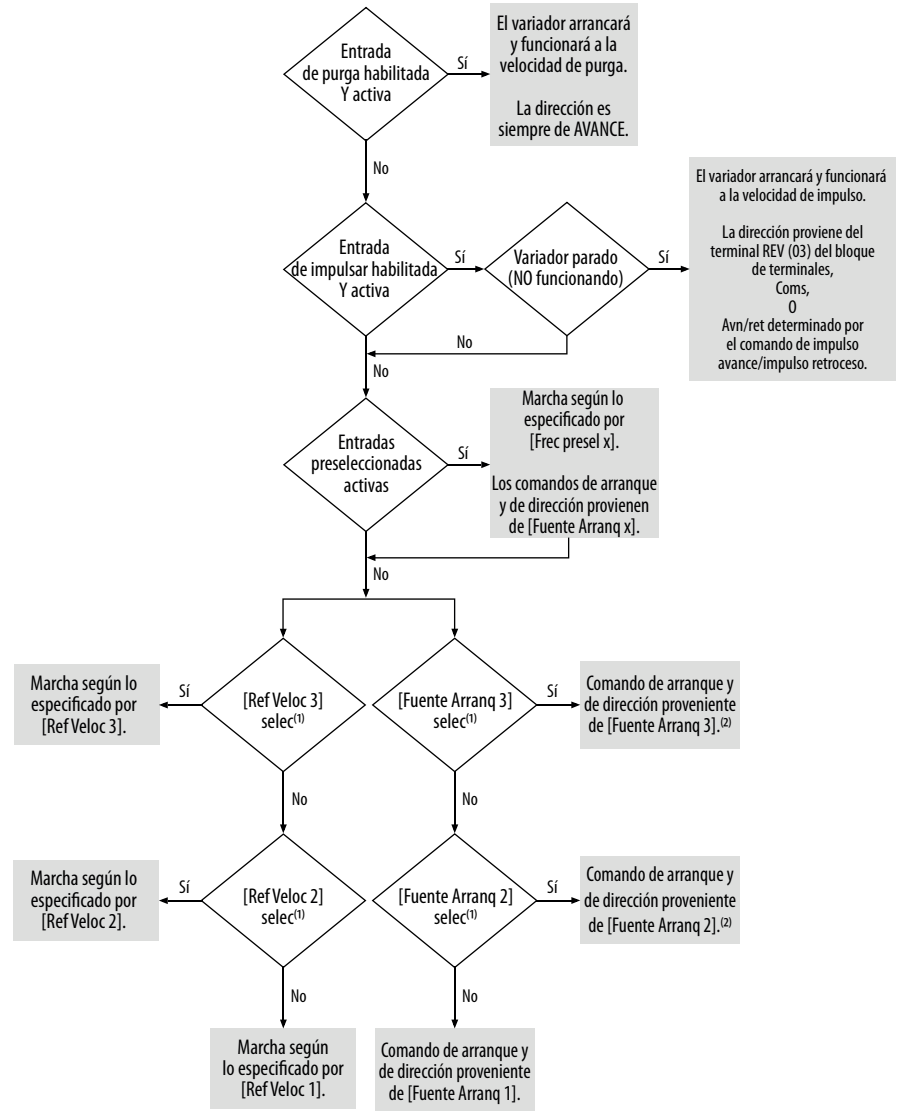 Entrada
de purga habilitada
Y activa
Sí
El variador arrancará
y funcionará a la
velocidad de purga.
La dirección es
siempre de AVANCE.
No
Entrada
de impulsar habilitada
Y activa
Sí
Variador parado
(NO funcionando)
Sí
El variador arrancará y funcionará
a la velocidad de impulso.
La dirección proviene del
terminal REV (03) del bloque
de terminales,
Coms,
O
Avn/ret determinado por
el comando de impulso
avance/impulso retroceso.
No
No
Entradas
preseleccionadas
activas
Sí
Marcha según lo
especificado por
[Frec presel x].
Los comandos de arranque
y de dirección provienen
de [Fuente Arranq x].
No
Marcha según lo
especificado por
[Ref Veloc 3].
Sí
[Ref Veloc 3]
selec(1)
[Fuente Arranq 3]
selec(1)
Sí
Comando de arranque y
de dirección proveniente
de [Fuente Arranq 3].(2)
No
No
Marcha según lo
especificado por
[Ref Veloc 2].
Sí
[Ref Veloc 2]
selec(1)
[Fuente Arranq 2]
selec(1)
Sí
Comando de arranque y
de dirección proveniente
de [Fuente Arranq 2].(2)
No
No
Marcha según
lo especificado por
[Ref Veloc 1].
Comando de arranque y
de dirección proveniente
de [Fuente Arranq 1].